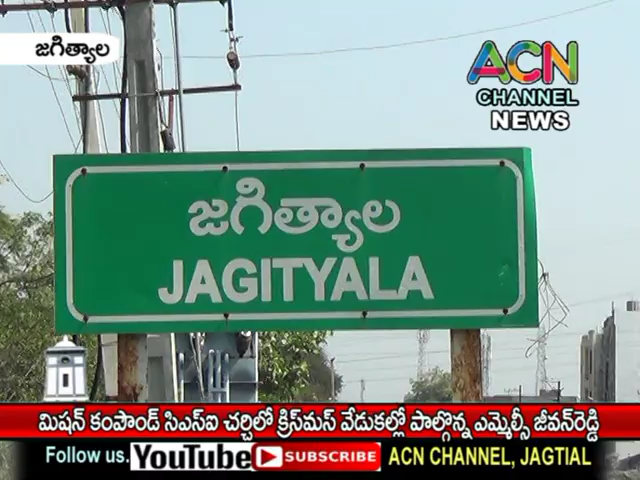 జగిత్యాల
ACN
CHANNEL
NEWS
జగిత్యాల
JAGITYALA
మిషన్ కంపౌండ్ సిఎస్ఐ చర్చిలో క్రిస్‌మస్ వేడుకల్లో పాల్గొన్న ఎమ్మెల్సీ జీవన్‌రెడ్డి
Follow us. YouTube SUBSCRIBE ACN CHANNEL, JAGTIAL